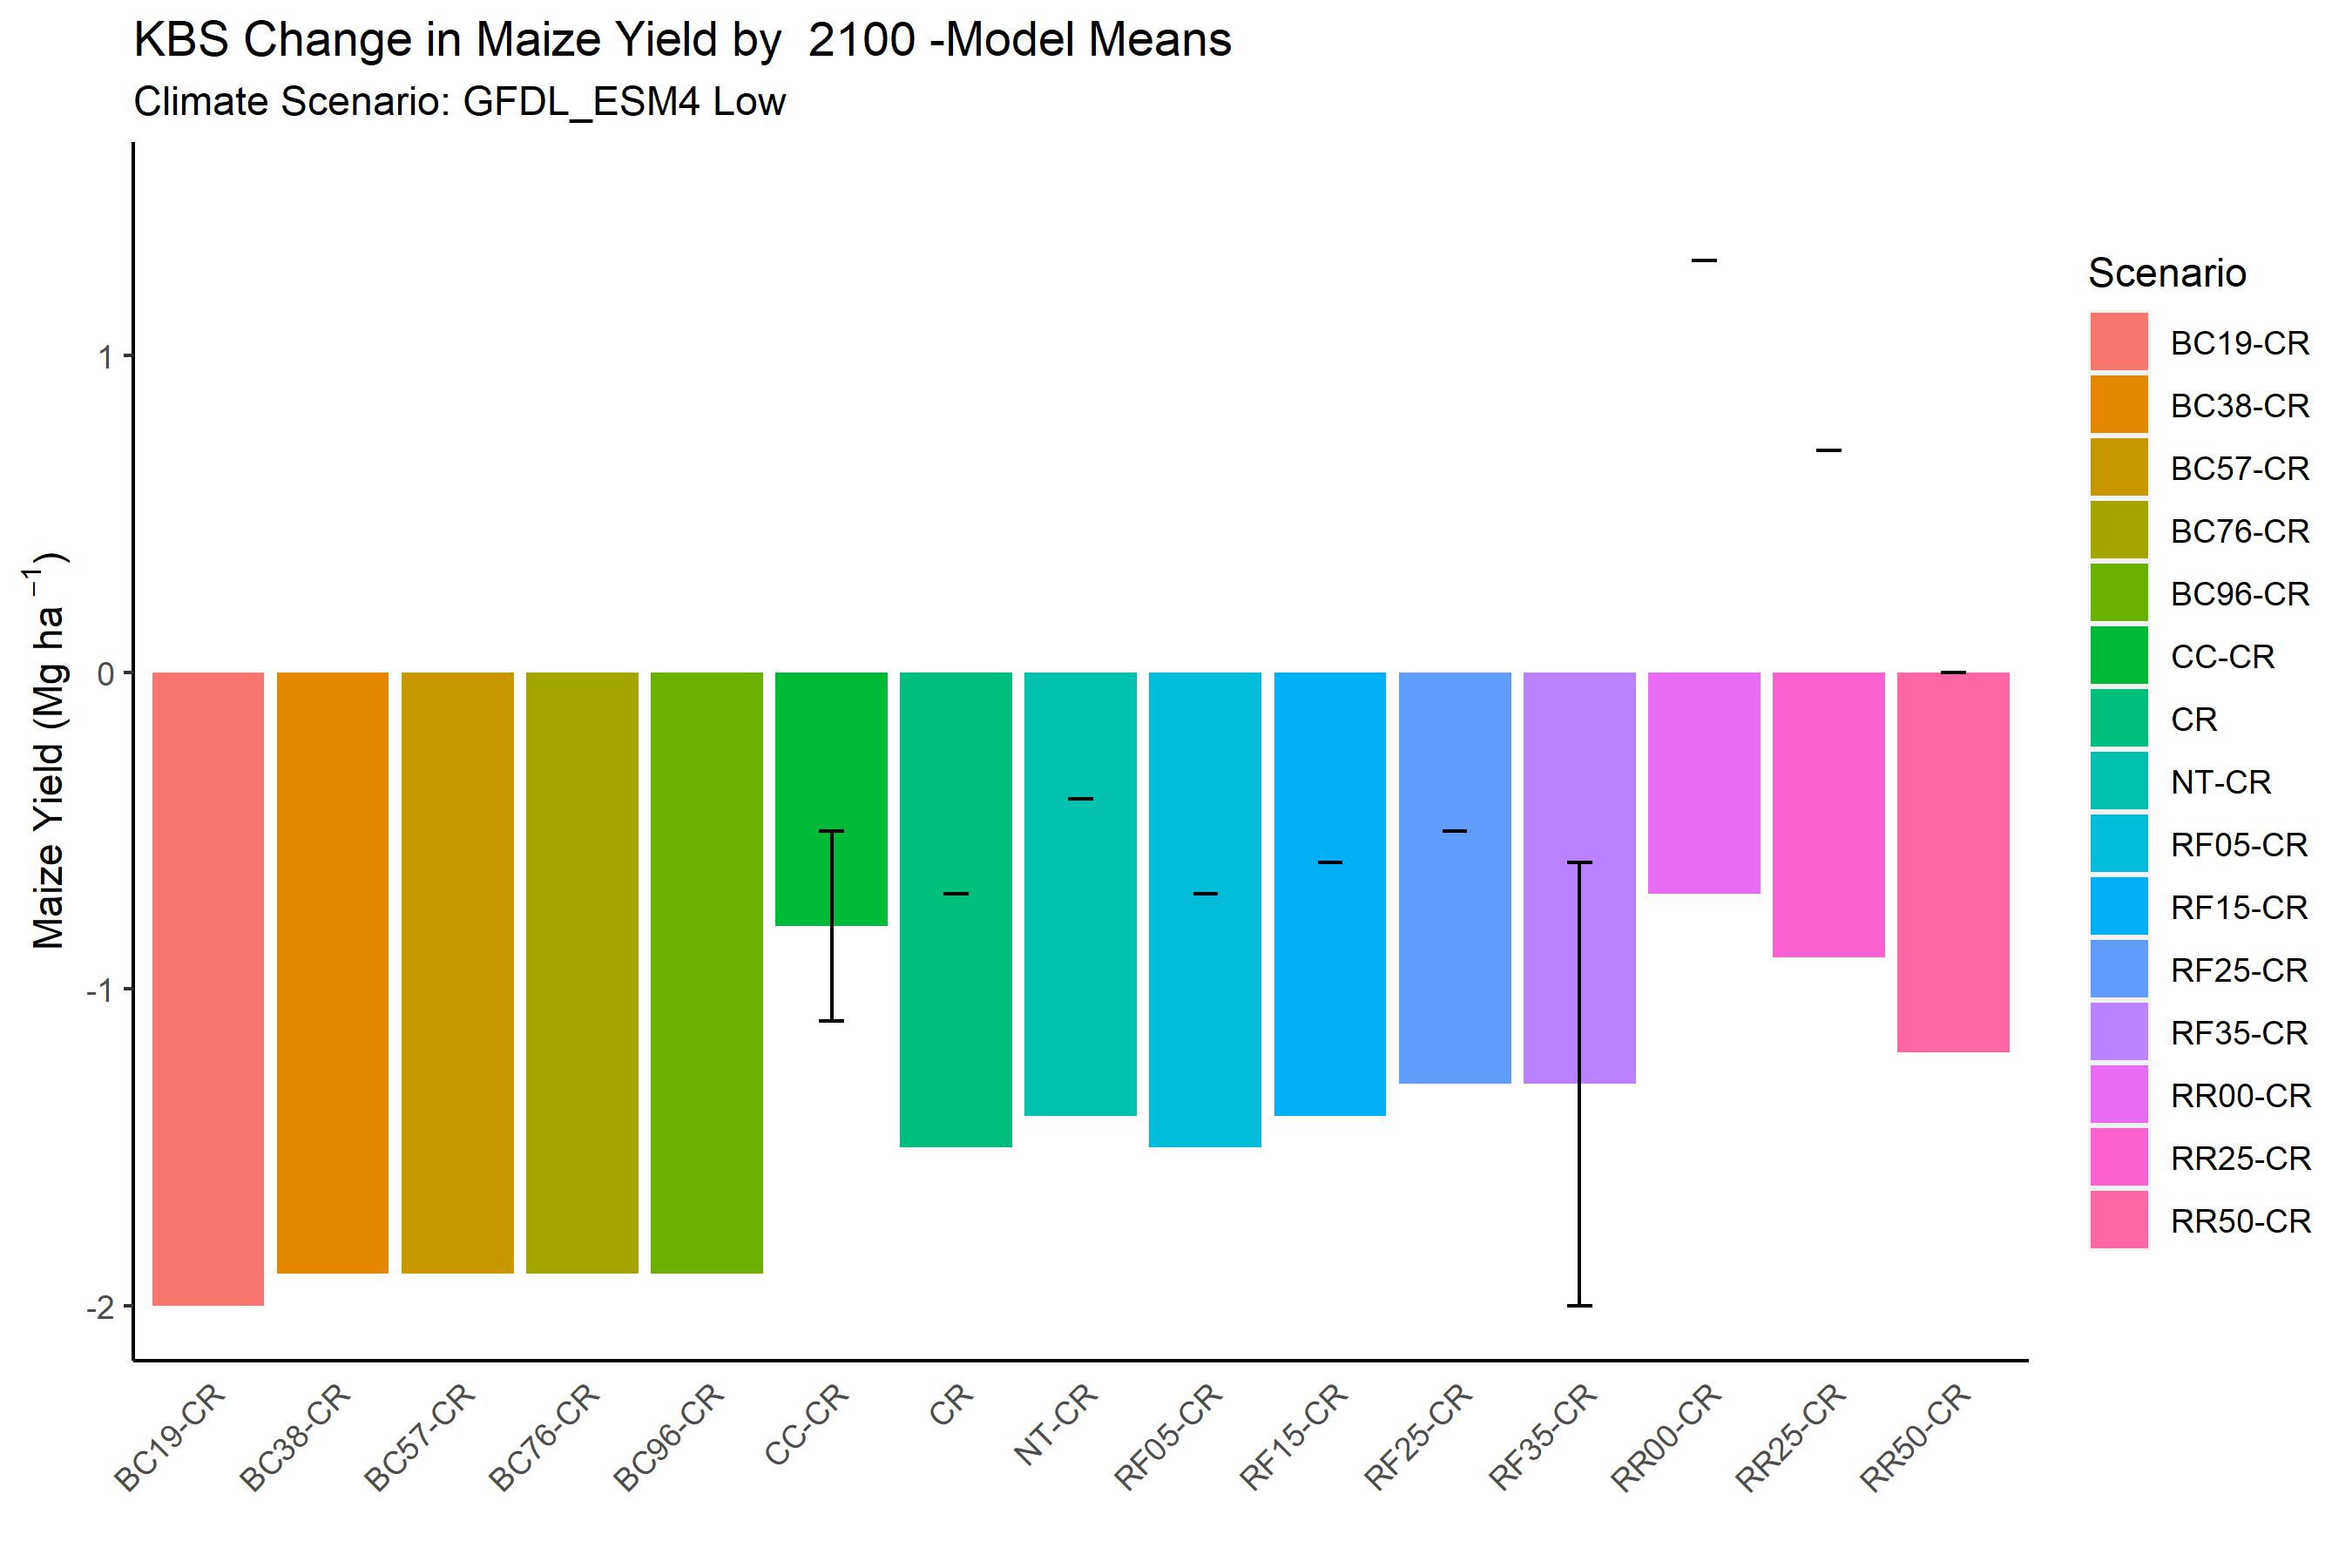 KBS Change in Maize Yield by  2100 -Model Means
Climate Scenario: GFDL_ESM4 Low
Maize Yield (Mg ha⁻¹)
1
0
-1
-2
BC19-CR
BC38-CR
BC57-CR
BC76-CR
BC96-CR
CC-CR
CR
NT-CR
RF05-CR
RF15-CR
RF25-CR
RF35-CR
RR00-CR
RR25-CR
RR50-CR
Scenario
BC19-CR
BC38-CR
BC57-CR
BC76-CR
BC96-CR
CC-CR
CR
NT-CR
RF05-CR
RF15-CR
RF25-CR
RF35-CR
RR00-CR
RR25-CR
RR50-CR